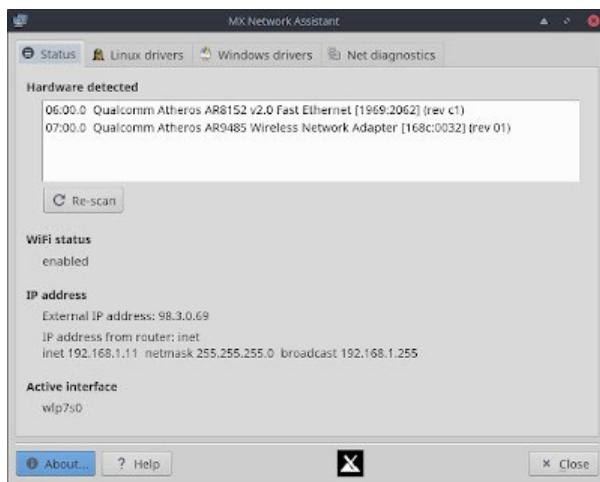 MX Network Assistant
Status Linux drivers Windows drivers Net diagnostics
Hardware detected
06:00.0 Qualcomm Atheros AR8152 v2.0 Fast Ethernet [1969:2062] (rev c1)
07:00.0 Qualcomm Atheros AR9485 Wireless Network Adapter [168c:0032] (rev 01)
Re-scan
WiFi status
enabled
IP address
External IP address: 98.3.0.69
IP address from router: inet
inet 192.168.1.11 netmask 255.255.255.0 broadcast 192.168.1.255
Active interface
wlp7s0
About... ? Help Close